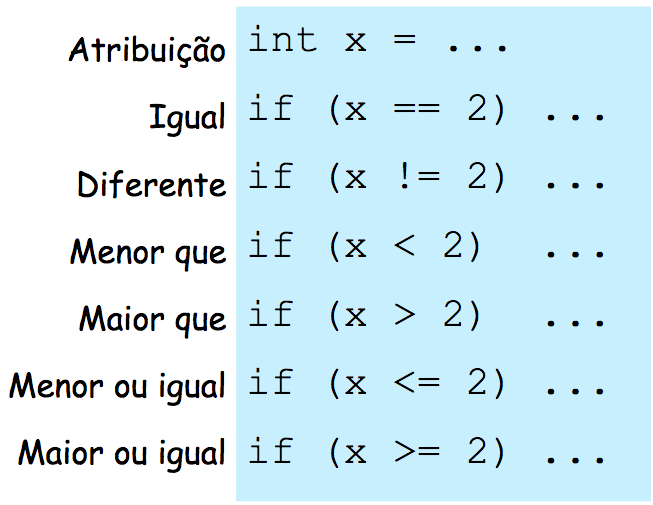 Atribuição int x = ...
Igual if (x == 2) ...
Diferente if (x != 2) ...
Menor que if (x < 2) ...
Maior que if (x > 2) ...
Menor ou igual if (x <= 2) ...
Maior ou igual if (x >= 2) ...